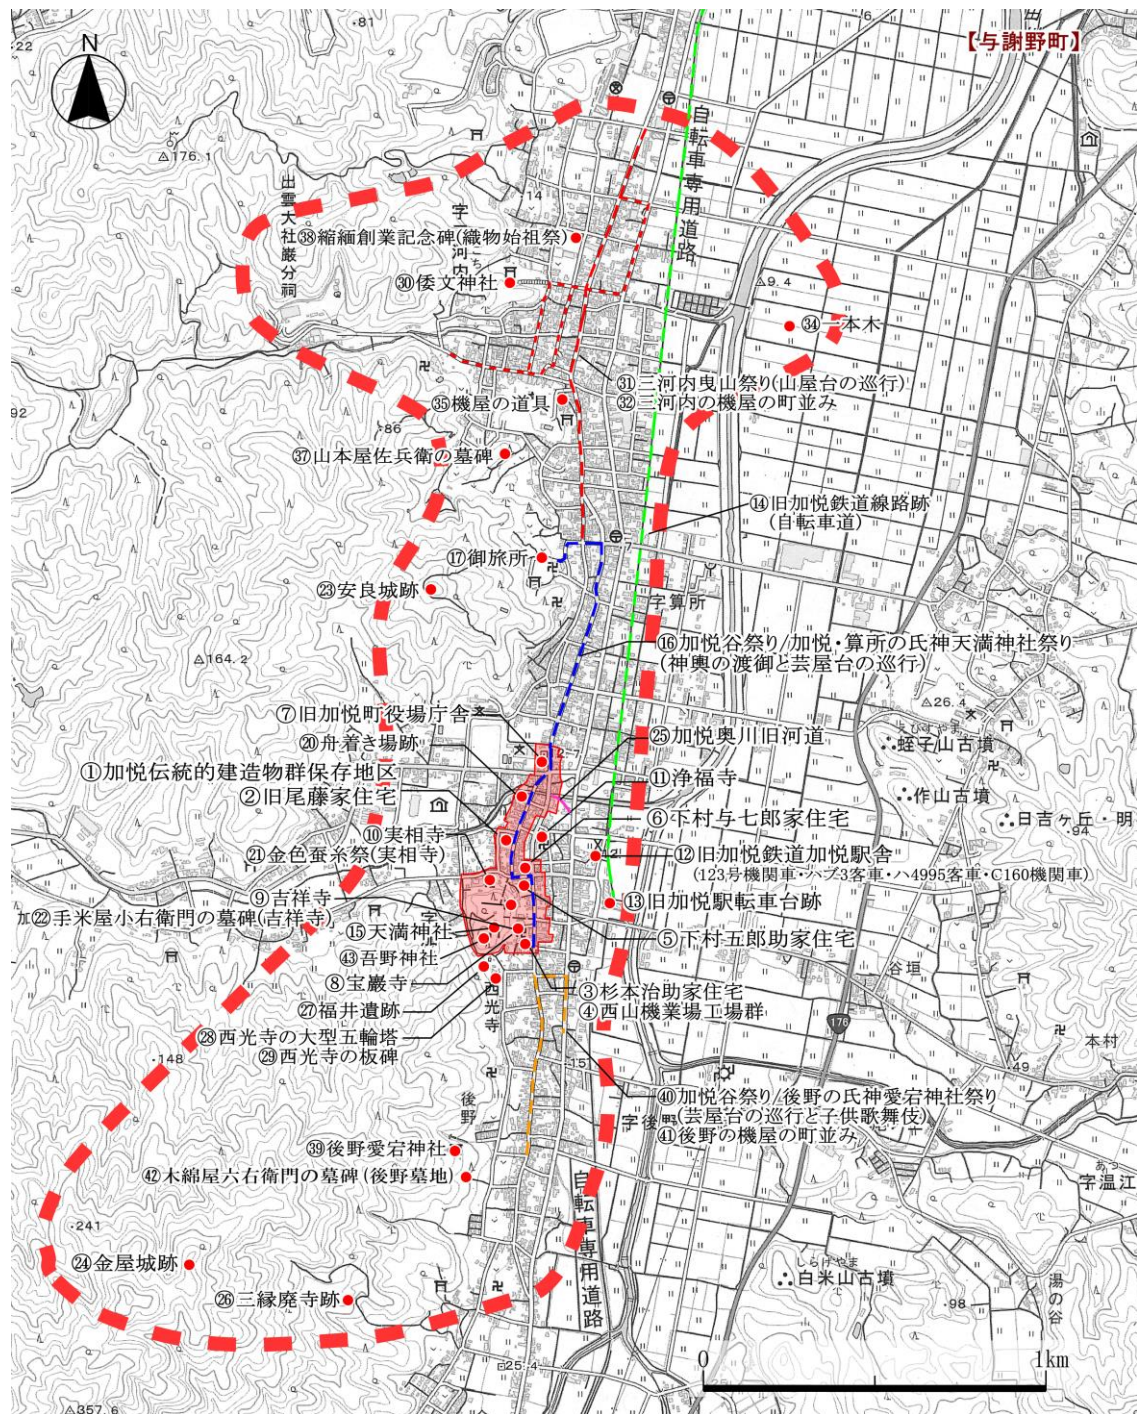 【与謝野町】
N
・81
・22
△176.1
出雲大社巌分祠
・14
自転車専用道路
㊳縮緬創業記念碑(織物始祖祭)
㉚倭文神社
△9.4
㉞一本木
㉛三河内曳山祭り(山屋台の巡行)
㉜三河内の機屋の町並み
㉟機屋の道具
・92
・86
㊲山本屋佐兵衛の墓碑
⑭旧加悦鉄道線路跡
(自転車道)
⑰御旅所
㉓安良城跡
字算所
⑯加悦谷祭り/加悦・算所の氏神天満神社祭り
(神輿の渡御と芸屋台の巡行)
△164.2
△26.4
⑦旧加悦町役場庁舎
⑳舟着き場跡
㉕加悦奥川旧河道
えびすやま
蛭子山古墳
①加悦伝統的建造物群保存地区
⑪浄福寺
②旧尾藤家住宅
作山古墳
⑥下村与七郎家住宅
日吉ヶ丘・明
・94
⑩実相寺
㉑金色蚕糸祭(実相寺)
⑫旧加悦鉄道加悦駅舎
(123号機関車・ハブ3客車・ハ4995客車・C160機関車)
⑨吉祥寺
㉒手米屋小右衛門の墓碑(吉祥寺)
⑬旧加悦駅転車台跡
⑮天満神社
⑤下村五郎助家住宅
㊸吾野神社
⑧宝巌寺
谷垣
③杉本治助家住宅
④西山機業場工場群
㉗福井遺跡
西光寺
176
㉘西光寺の大型五輪塔
㉙西光寺の板碑
本村
・148
・49
㊵加悦谷祭り/後野の氏神愛宕神社祭り
(芸屋台の巡行と子供歌舞伎)
字後野
㊶後野の機屋の町並み
後野
㊴後野愛宕神社
㊷木綿屋六右衛門の墓碑(後野墓地)
あつ
字温江
自転車専用道路
・241
㉔金屋城跡
㉖三縁廃寺跡
しらげやま
白米山古墳
湯の谷
・98
25.4
△357.6
0
1km